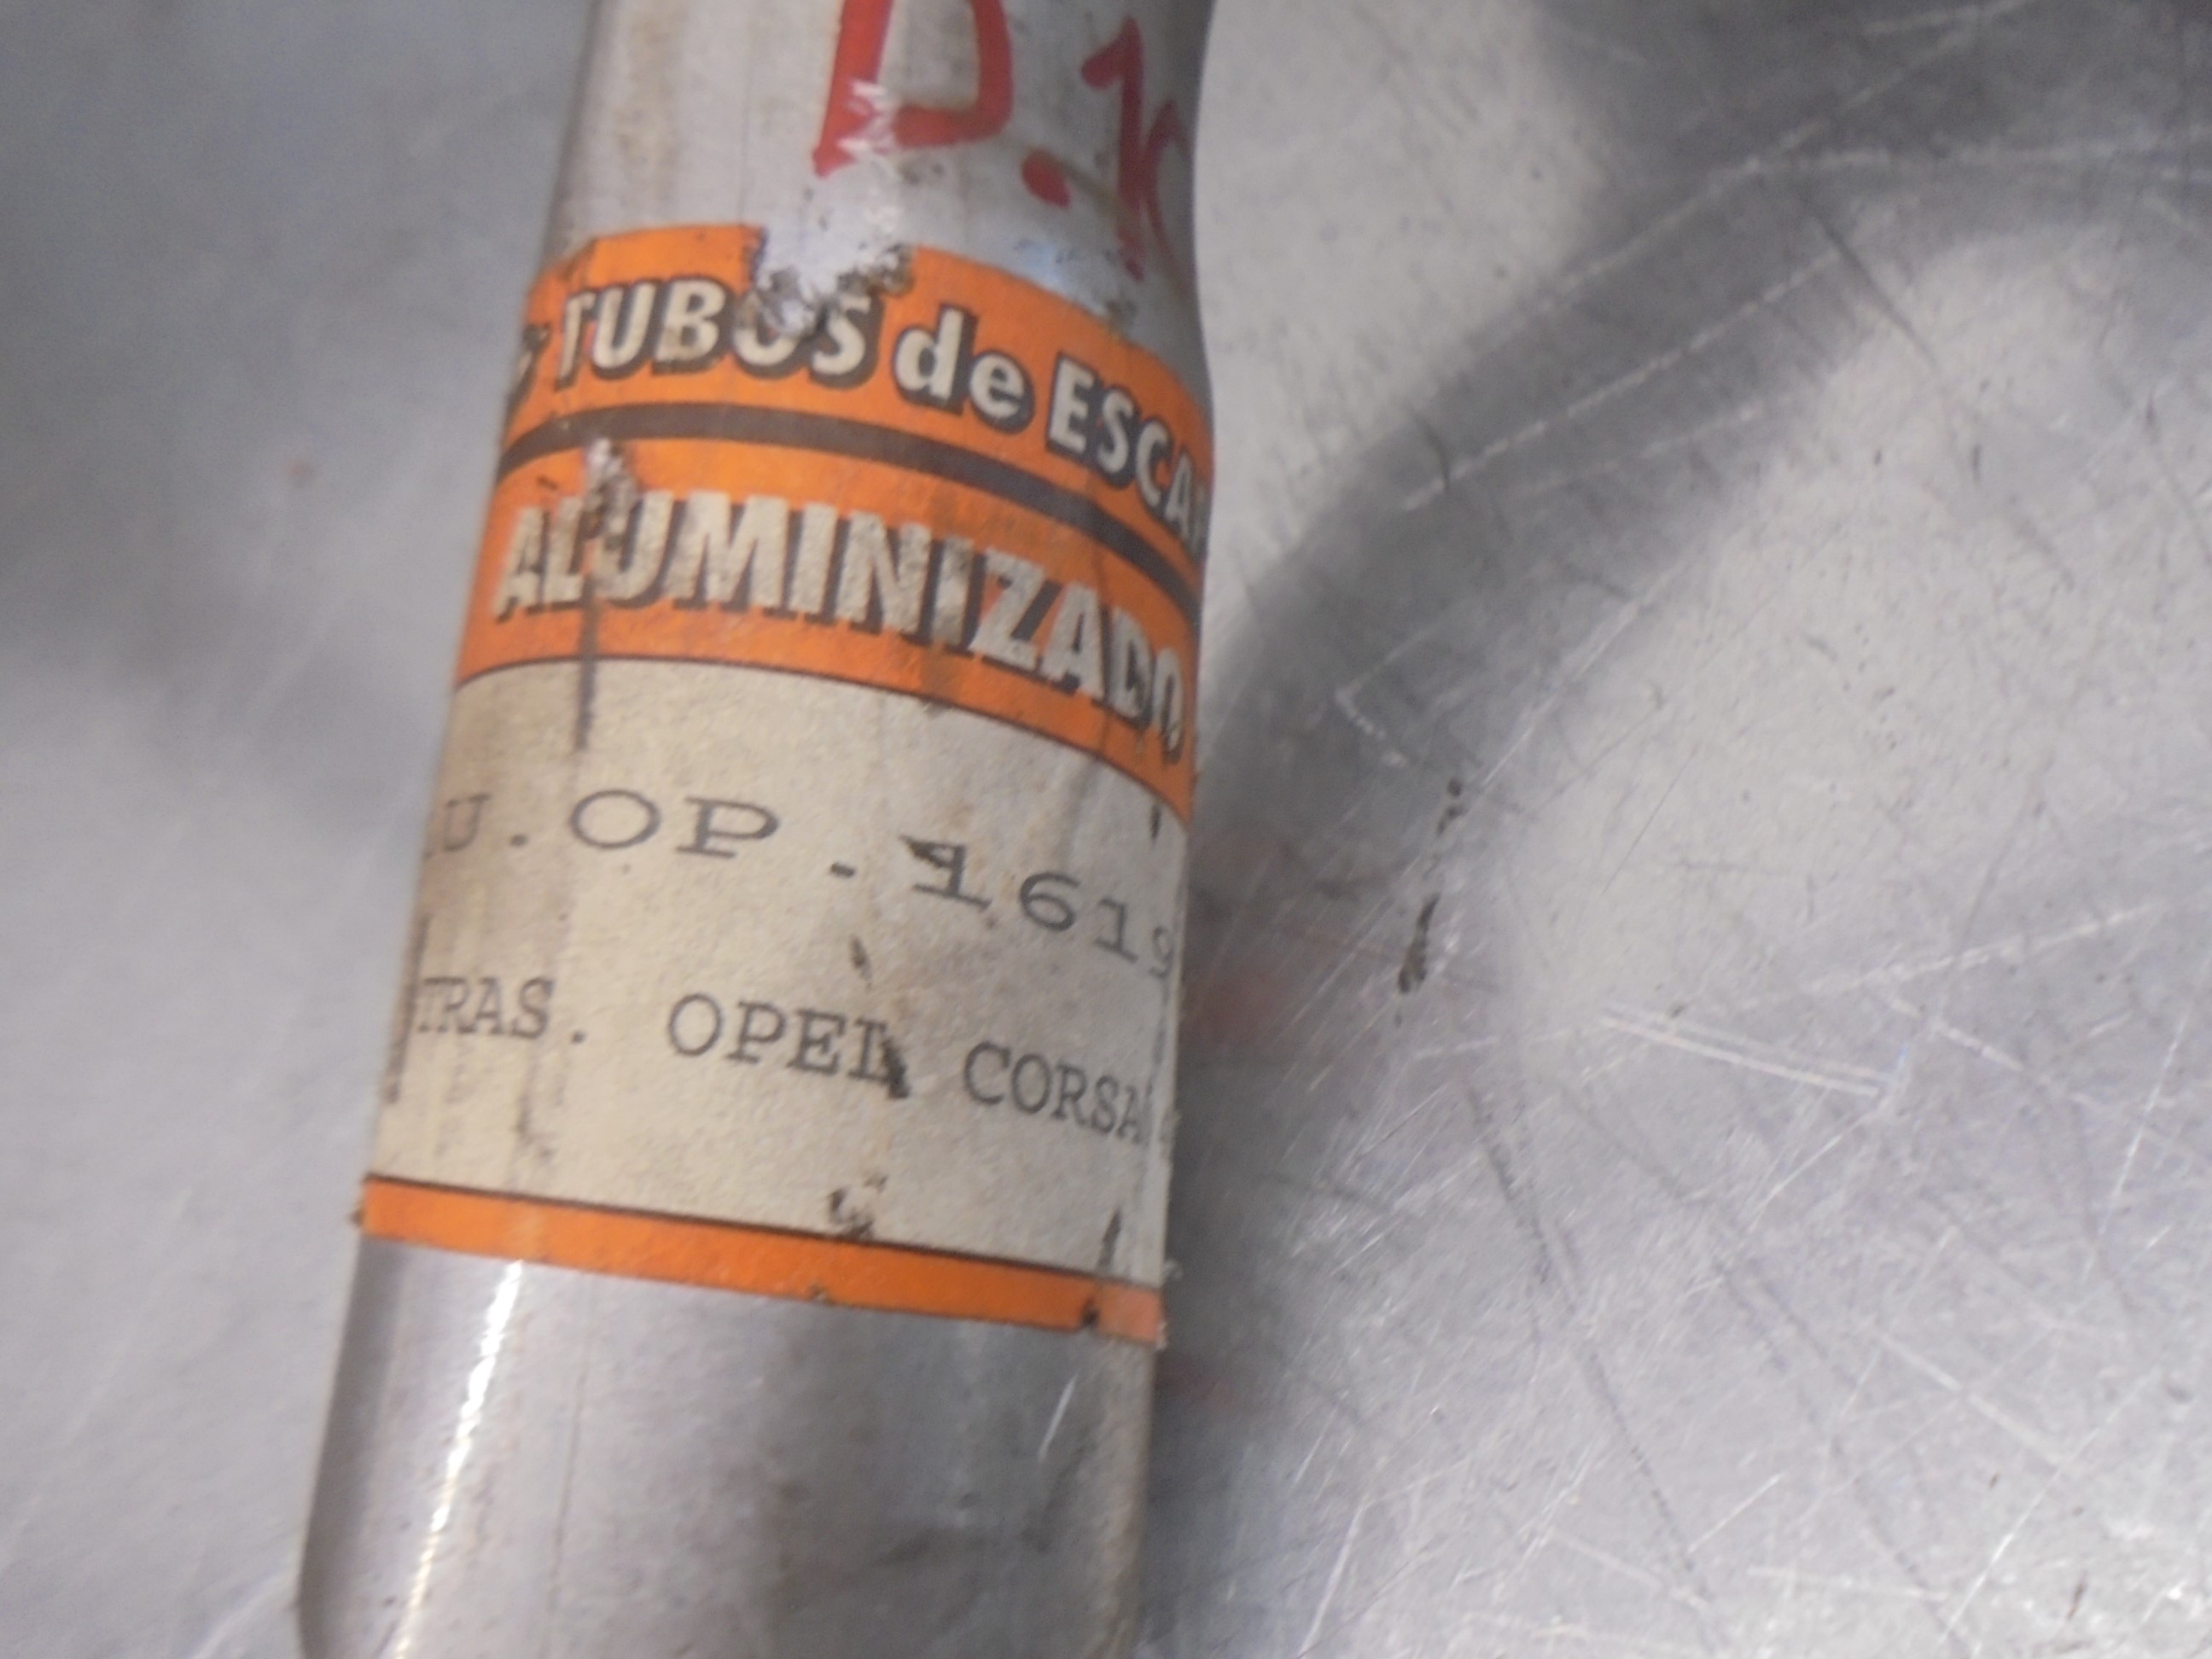 TUBOS de ESCA
ALUMINIZADO
U.OP.1619
TRAS. OPEL CORSA